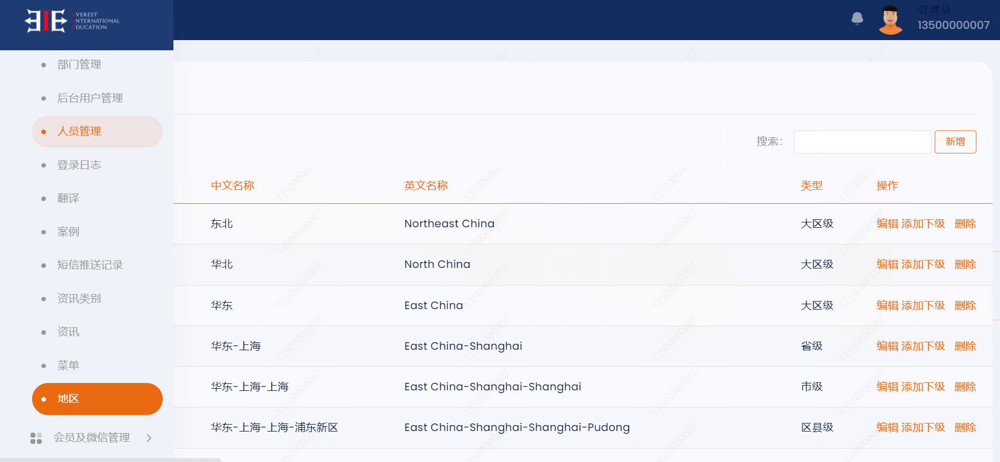 EIE EVEREST
INTERNATIONAL
EDUCATION
管理员
13500000007
部门管理
后台用户管理
人员管理
登录日志
翻译
案例
短信推送记录
资讯类别
资讯
菜单
地区
会员及微信管理
搜索：
新增
中文名称 英文名称 类型 操作
东北 Northeast China 大区级 编辑 添加下级 删除
华北 North China 大区级 编辑 添加下级 删除
华东 East China 大区级 编辑 添加下级 删除
华东-上海 East China-Shanghai 省级 编辑 添加下级 删除
华东-上海-上海 East China-Shanghai-Shanghai 市级 编辑 添加下级 删除
华东-上海-上海-浦东新区 East China-Shanghai-Shanghai-Pudong 区县级 编辑 添加下级 删除